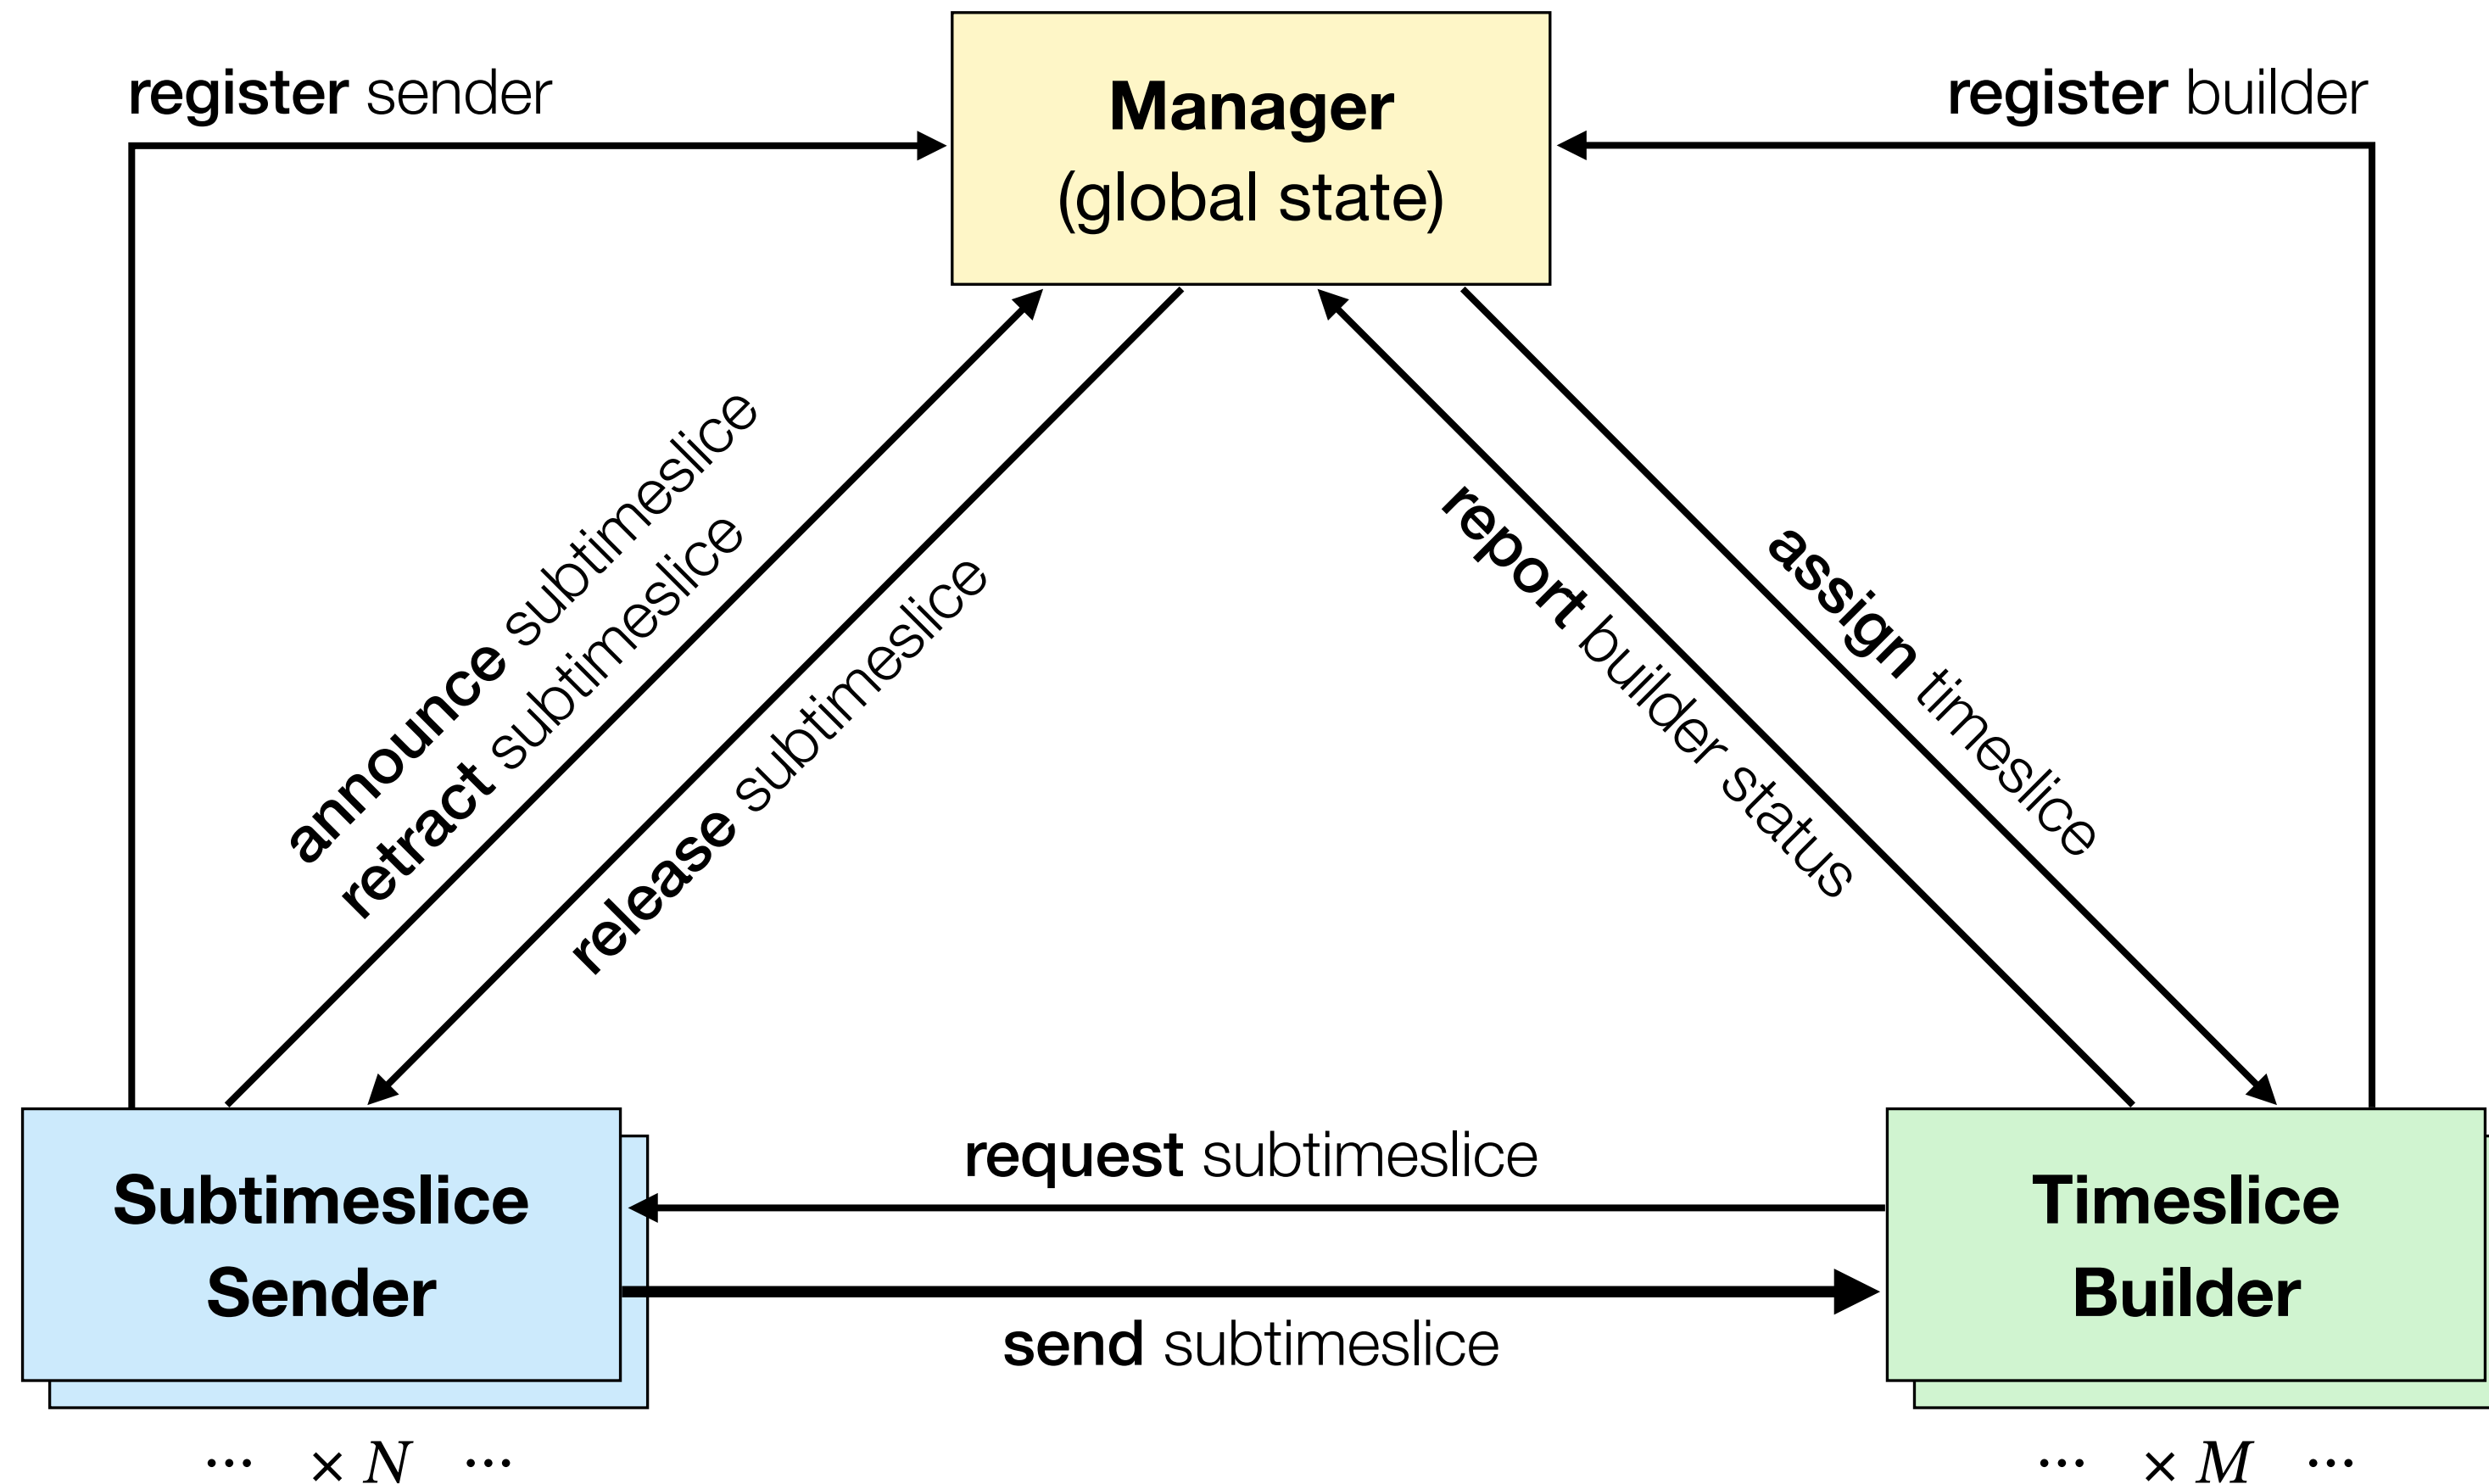 register sender
Manager
(global state)
register builder
announce subtimeslice
retract subtimeslice
release subtimeslice
report builder status
assign timeslice
request subtimeslice
send subtimeslice
Subtimeslice
Sender
Timeslice
Builder
··· × N ···
··· × M ···